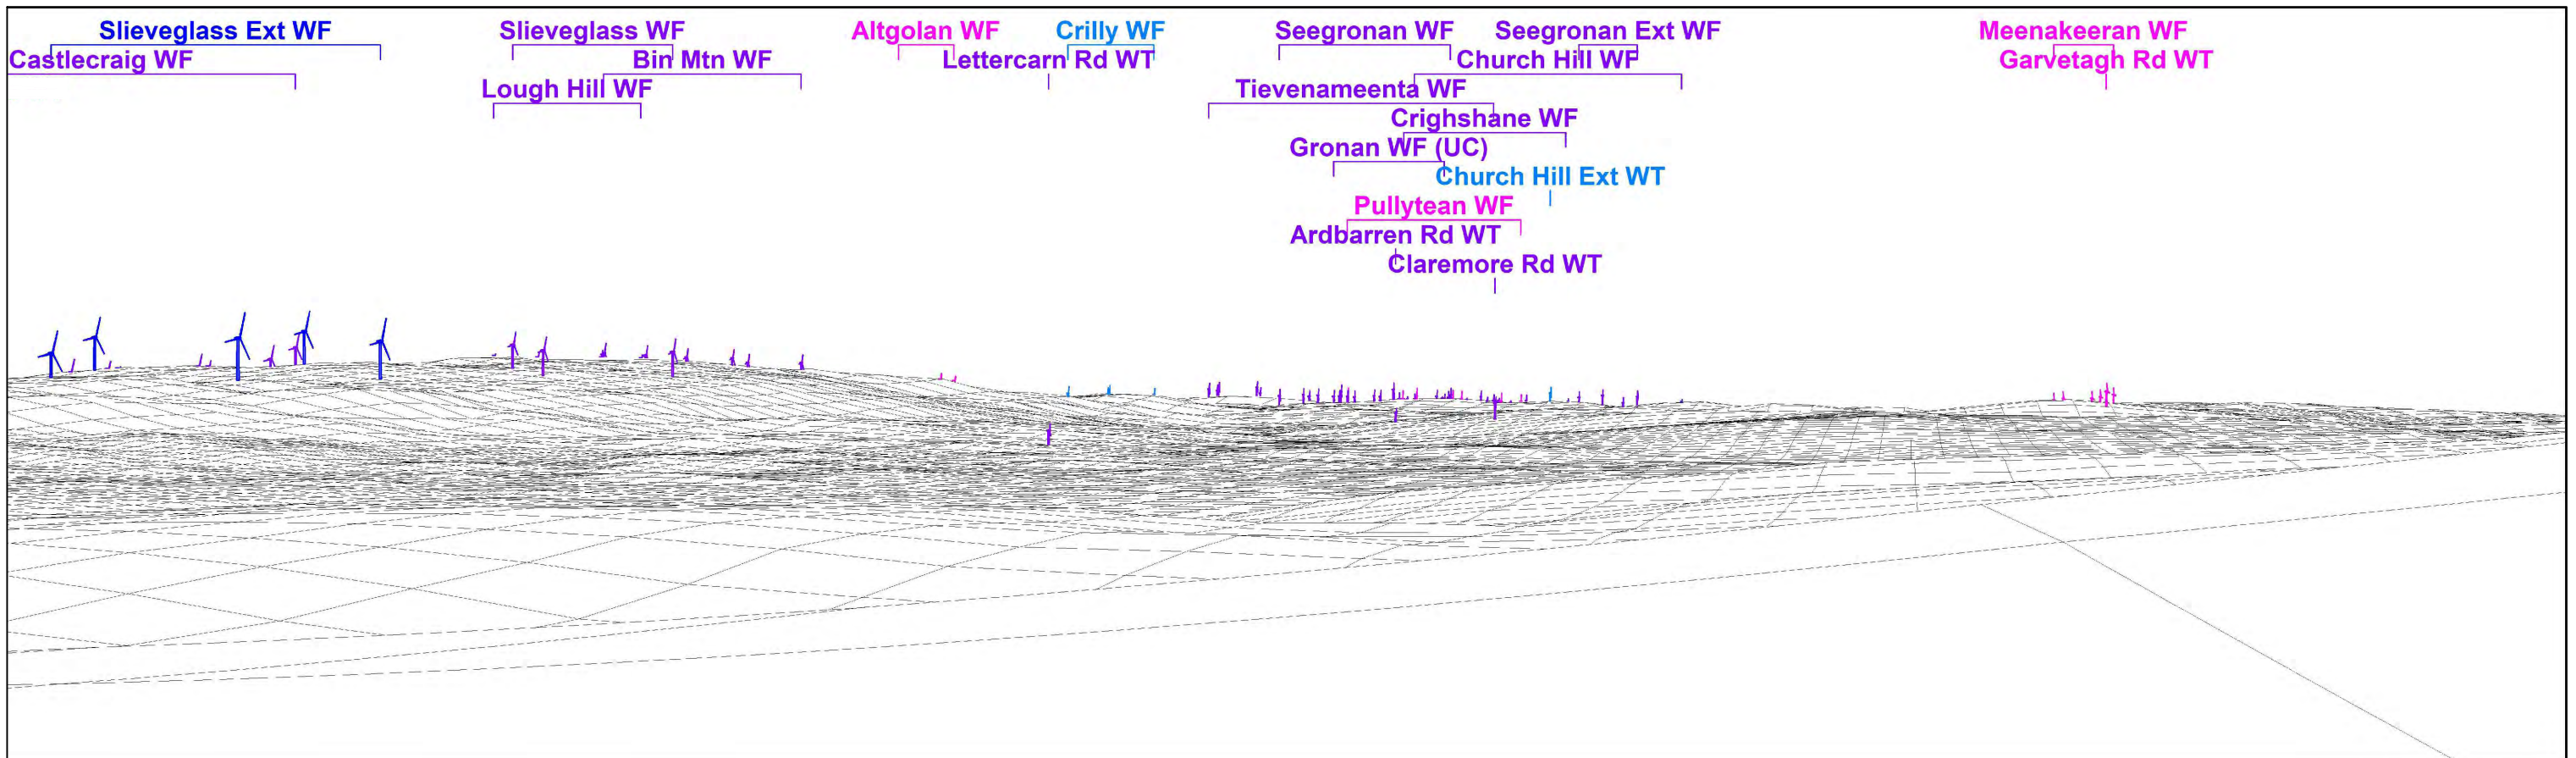 Slieveglass Ext WF
Slieveglass WF
Altgolan WF
Crilly WF
Seegronan WF
Seegronan Ext WF
Meenakeeran WF
Castlecraig WF
Bin Mtn WF
Lettercarn Rd WT
Church Hill WF
Garvetagh Rd WT
Lough Hill WF
Tievenameenta WF
Crighshane WF
Gronan WF (UC)
Church Hill Ext WT
Pullytean WF
Ardbarren Rd WT
Claremore Rd WT